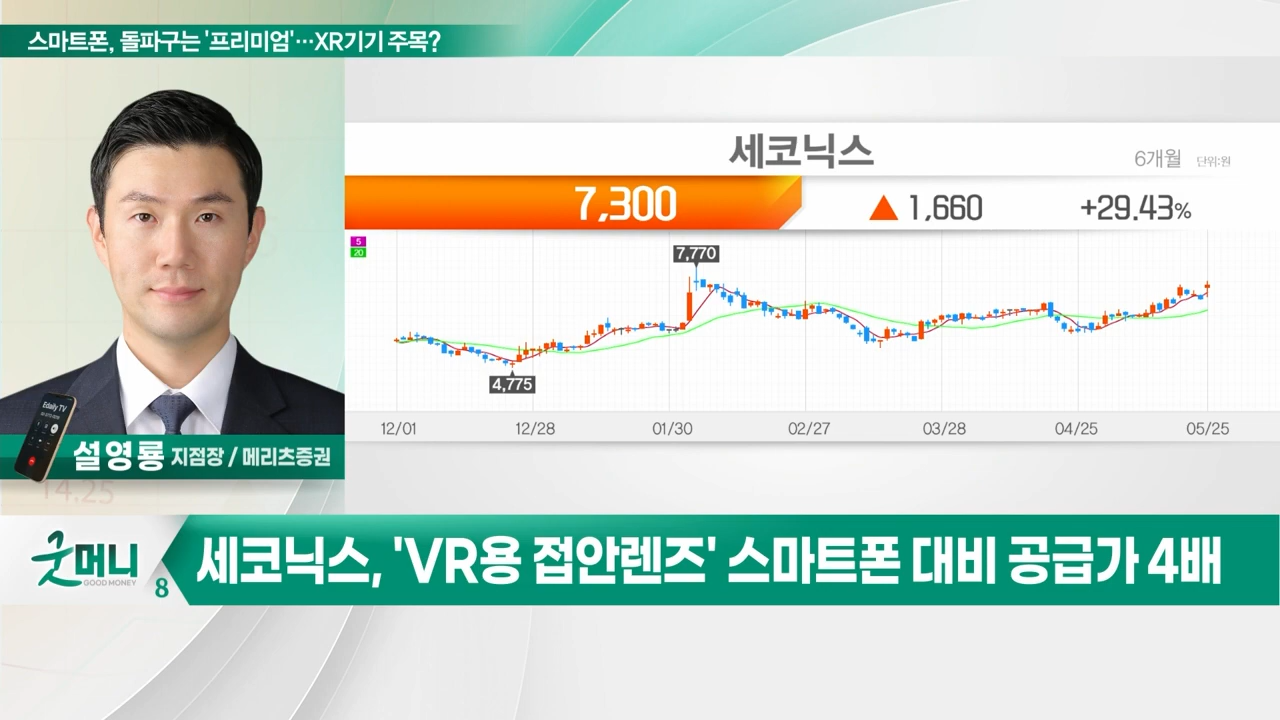 스마트폰, 돌파구는 '프리미엄'…XR기기 주목?
세코닉스
6개월 단위:원
7,300 ▲ 1,660 +29.43%
5
20
7,770
4,775
12/01 12/28 01/30 02/27 03/28 04/25 05/25
Edaily TV
설영룡 지점장 / 메리츠증권
14.25
굿머니
GOOD MONEY
8
세코닉스, 'VR용 접안렌즈' 스마트폰 대비 공급가 4배